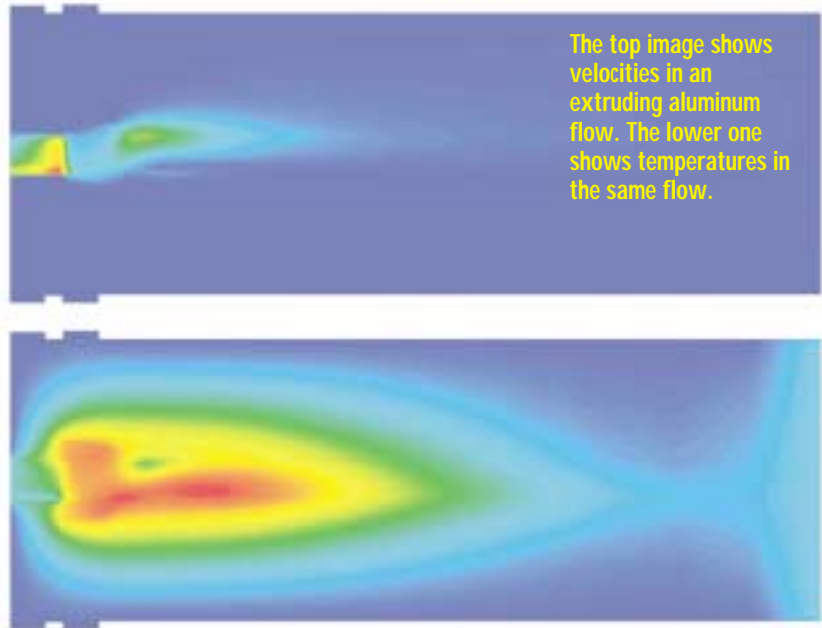 The top image shows
velocities in an
extruding aluminum
flow. The lower one
shows temperatures in
the same flow.